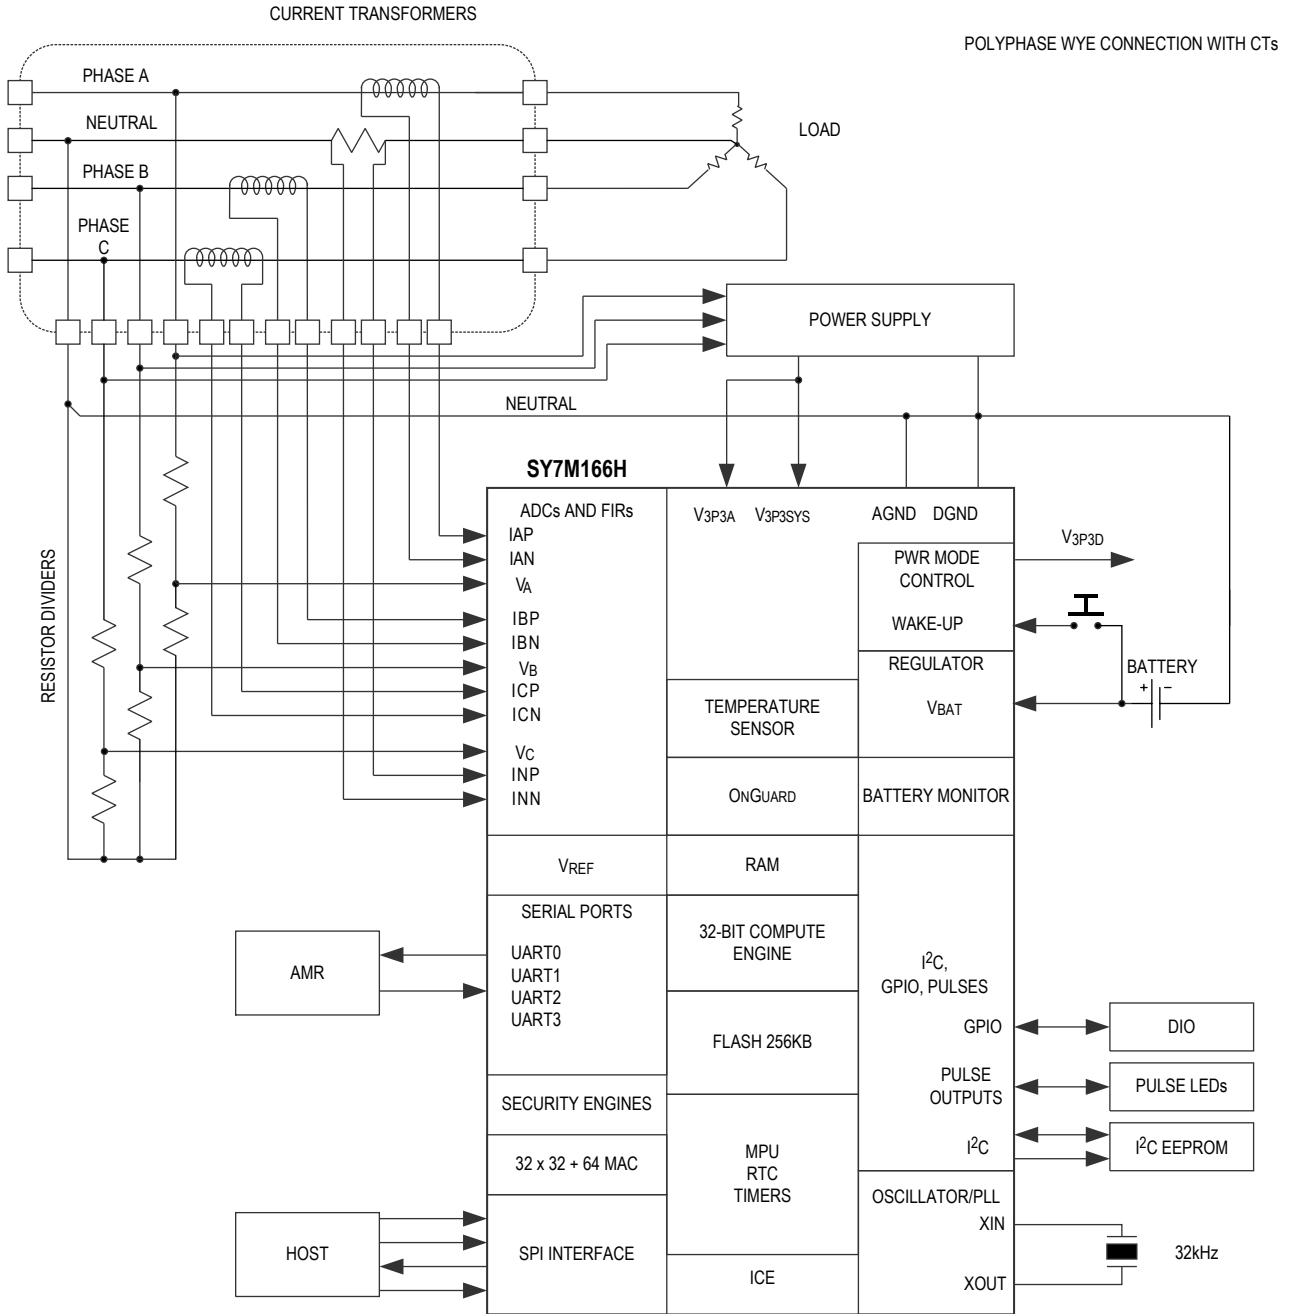 CURRENT TRANSFORMERS
POLYPHASE WYE CONNECTION WITH CTs
PHASE A
NEUTRAL
LOAD
PHASE B
PHASE
C
POWER SUPPLY
NEUTRAL
SY7M166H
RESISTOR DIVIDERS
ADCs AND FIRs
IAP
IAN
VA
IBP
IBN
VB
ICP
ICN
VC
INP
INN
V3P3A
V3P3SYS
AGND
DGND
PWR MODE
CONTROL
V3P3D
WAKE-UP
REGULATOR
BATTERY
+
–
VBAT
TEMPERATURE
SENSOR
ONGUARD
BATTERY MONITOR
VREF
RAM
SERIAL PORTS
UART0
UART1
UART2
UART3
AMR
32-BIT COMPUTE
ENGINE
I2C,
GPIO, PULSES
GPIO
DIO
FLASH 256KB
PULSE
OUTPUTS
PULSE LEDs
SECURITY ENGINES
I2C
I2C EEPROM
32 x 32 + 64 MAC
MPU
RTC
TIMERS
OSCILLATOR/PLL
XIN
32kHz
XOUT
HOST
SPI INTERFACE
ICE